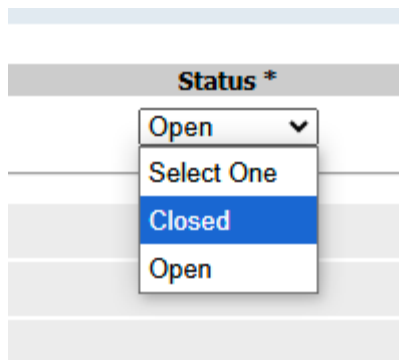 Status *
Open
Select One
Closed
Open